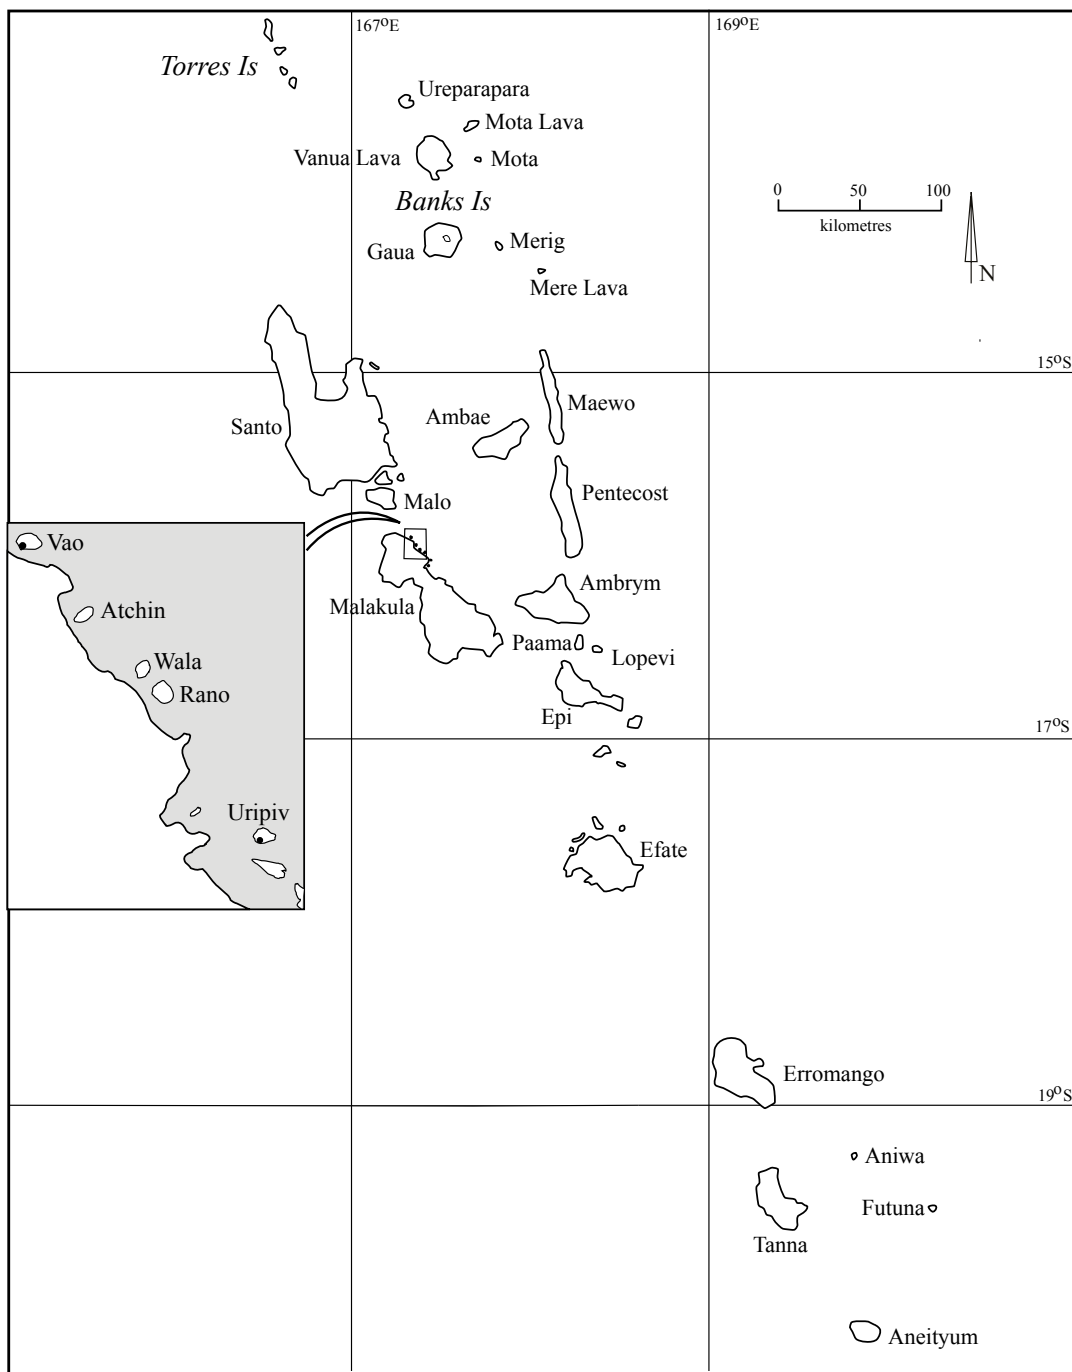 167°E
169°E
Torres Is
Ureparapara
Mota Lava
Vanua Lava
Mota
Banks Is
0 50 100
kilometres
Gaua
Merig
N
Mere Lava
15°S
Santo
Ambae
Maewo
Malo
Pentecost
Vao
Ambrym
Malakula
Atchin
Paama
Lopevi
Wala
Rano
Epi
17°S
Uripiv
Efate
Erromango
19°S
Aniwa
Futuna
Tanna
Aneityum